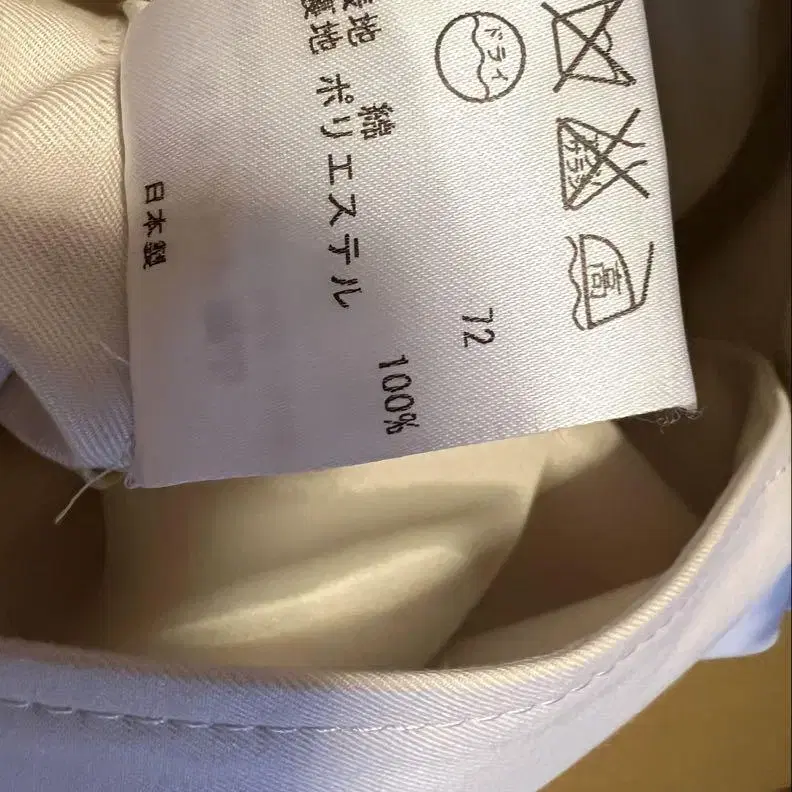 高
ドライ
72
表地 綿 100%
裏地 ポリエステル
日本製